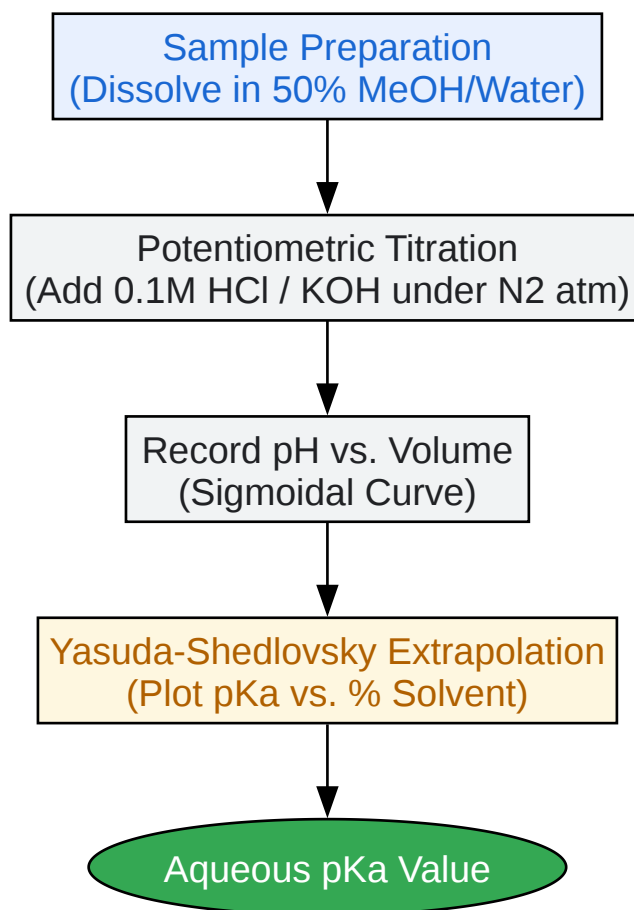 Sample Preparation
(Dissolve in 50% MeOH/Water)
Potentiometric Titration
(Add 0.1M HCl / KOH under N2 atm)
Record pH vs. Volume
(Sigmoidal Curve)
Yasuda-Shedlovsky Extrapolation
(Plot pKa vs. % Solvent)
Aqueous pKa Value